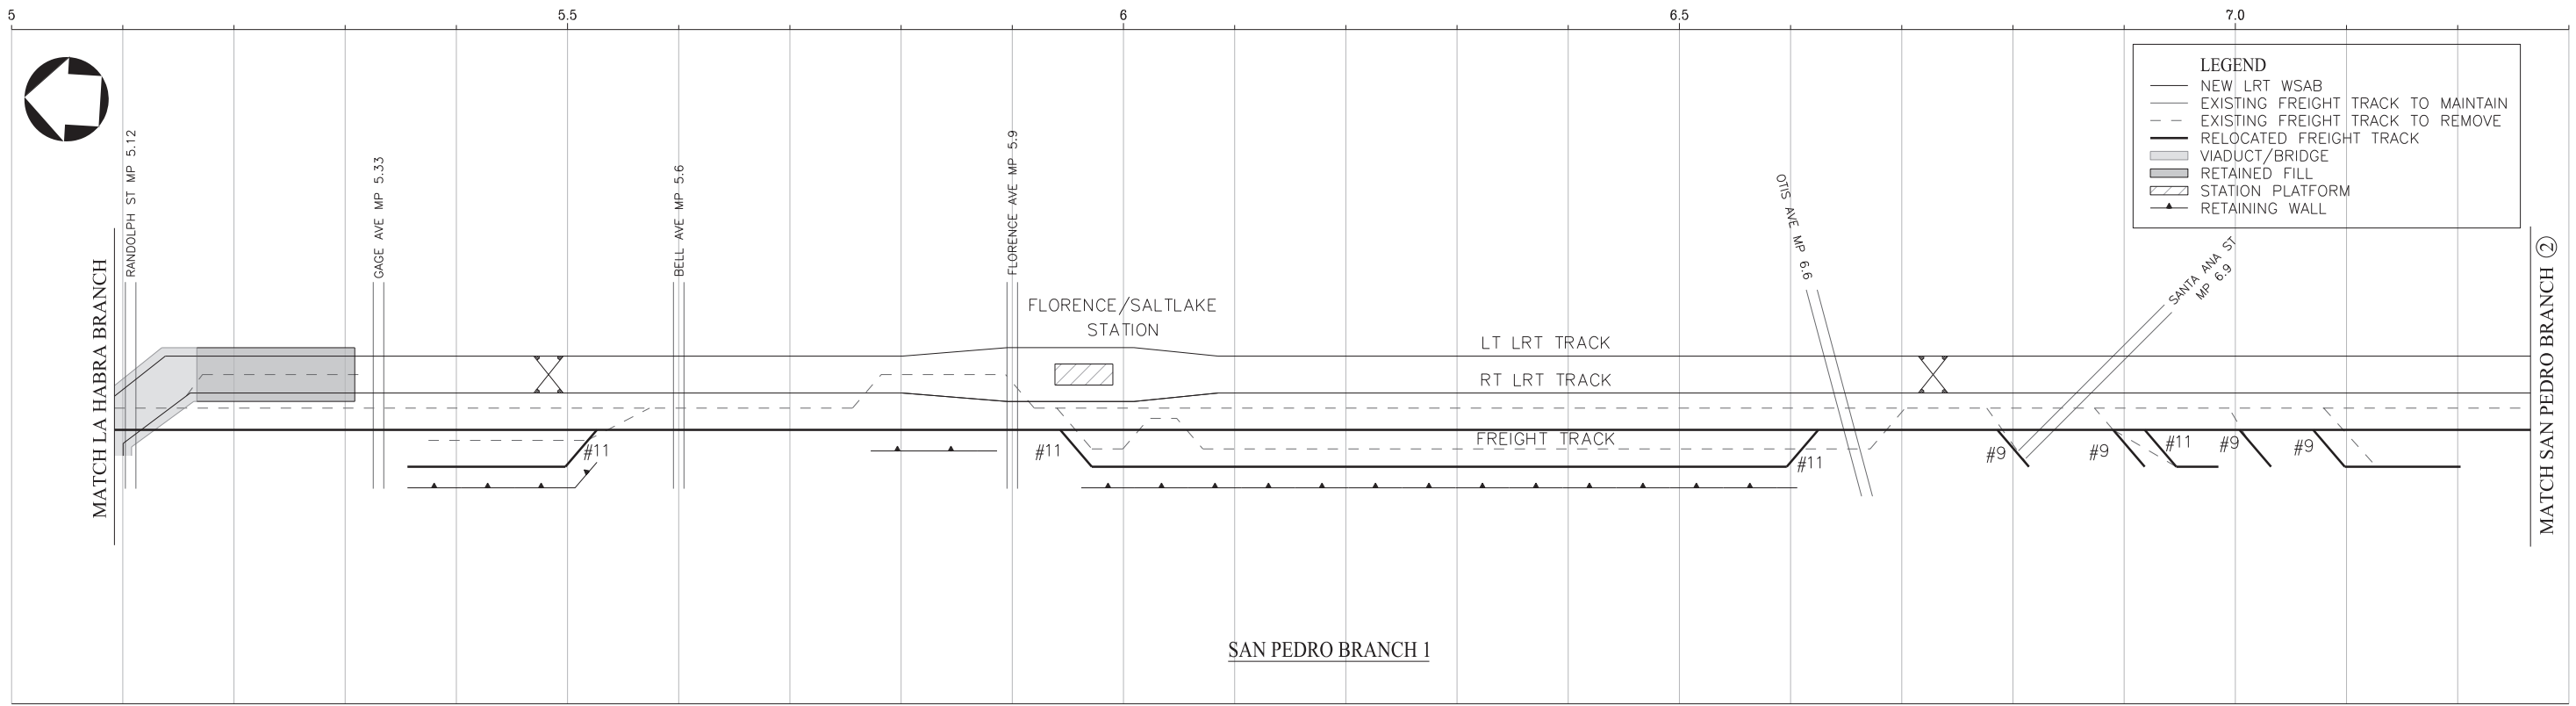 5 5.5 6 6.5 7.0
LEGEND
NEW LRT WSAB
EXISTING FREIGHT TRACK TO MAINTAIN
EXISTING FREIGHT TRACK TO REMOVE
RELOCATED FREIGHT TRACK
VIADUCT/BRIDGE
RETAINED FILL
STATION PLATFORM
RETAINING WALL
MATCH LA HABRA BRANCH
RANDOLPH ST MP 5.12
GAGE AVE MP 5.33
BELL AVE MP 5.6
FLORENCE AVE MP 5.9
FLORENCE/SALTLAKE
STATION
OTIS AVE MP 6.6
SANTA ANA ST
MP 6.9
MATCH SAN PEDRO BRANCH 2
LT LRT TRACK
RT LRT TRACK
FREIGHT TRACK
#11
#11
#11
#9
#9
#11
#9
#9
SAN PEDRO BRANCH 1